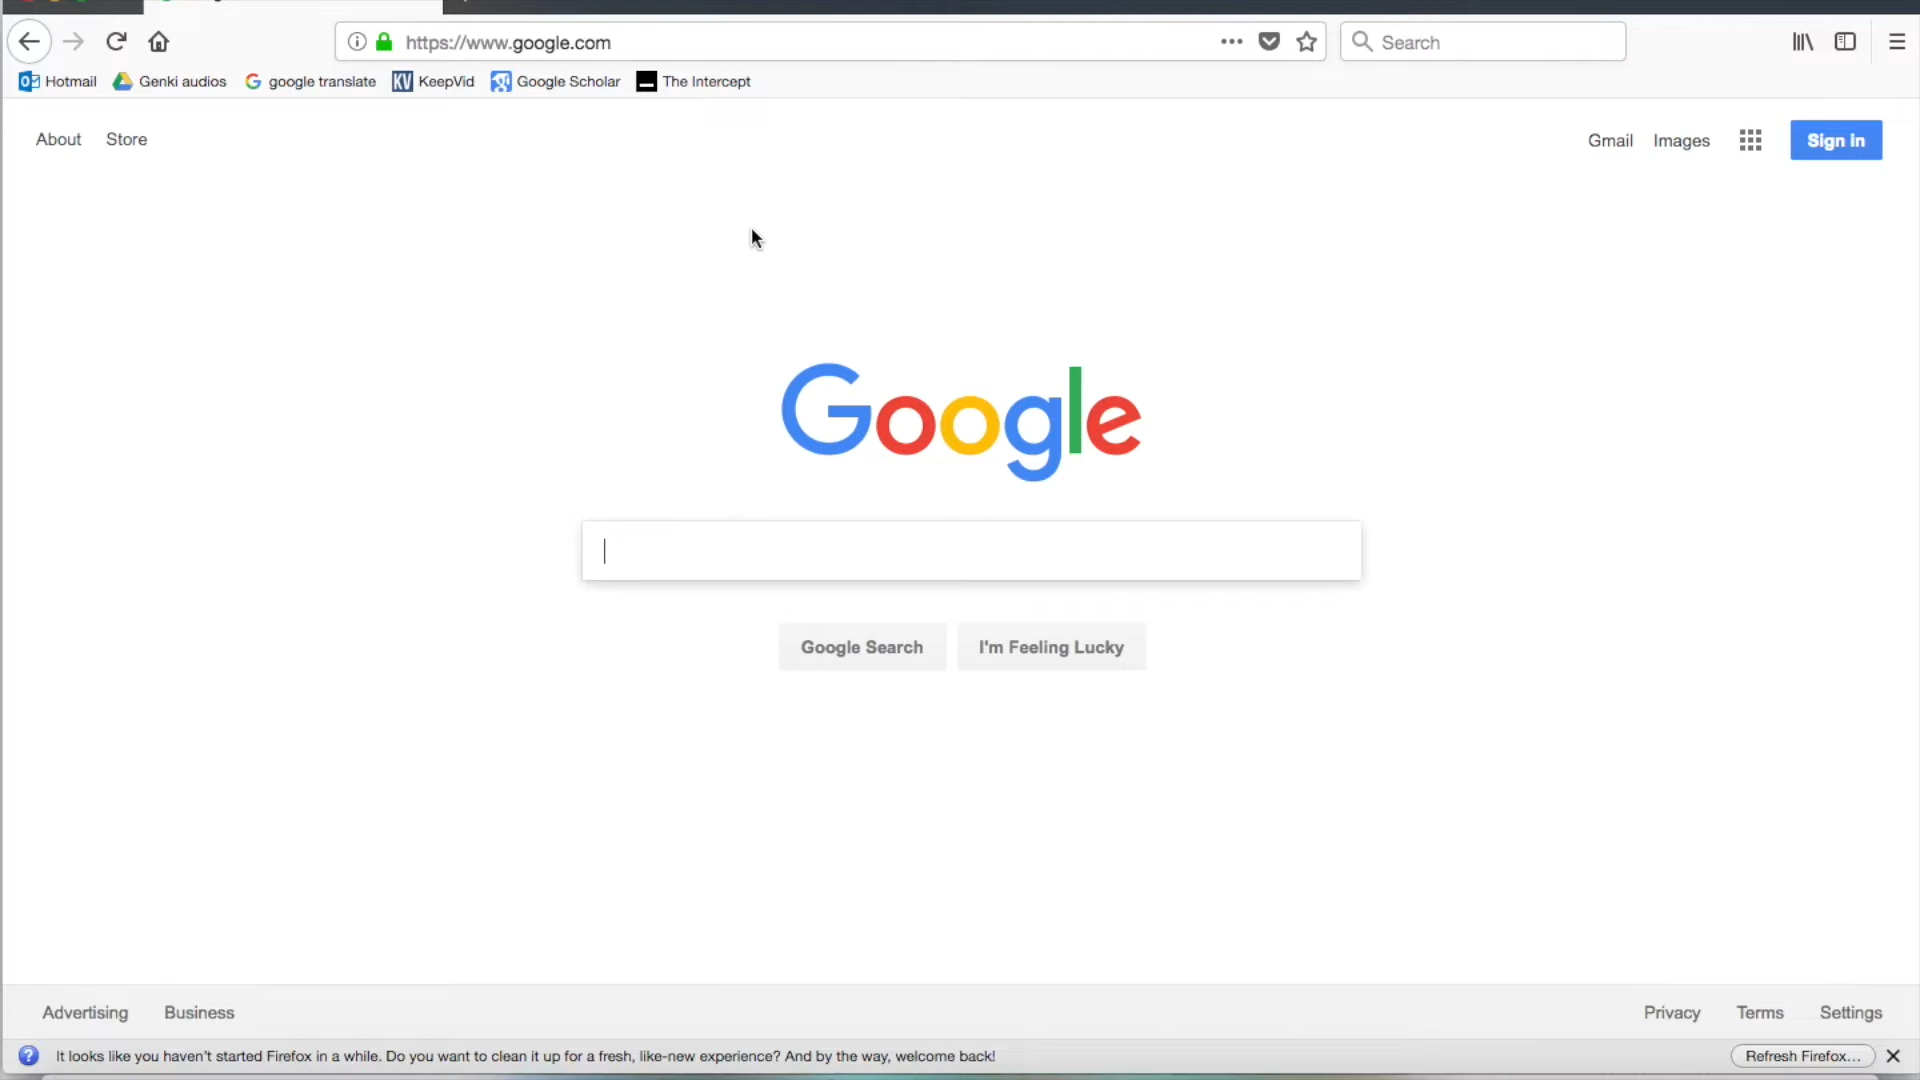 https://www.google.com
Search
Hotmail Genki audios google translate KV KeepVid Google Scholar The Intercept
About Store Gmail Images Sign in
Google
Google Search I'm Feeling Lucky
Advertising Business Privacy Terms Settings
It looks like you haven't started Firefox in a while. Do you want to clean it up for a fresh, like-new experience? And by the way, welcome back! Refresh Firefox...